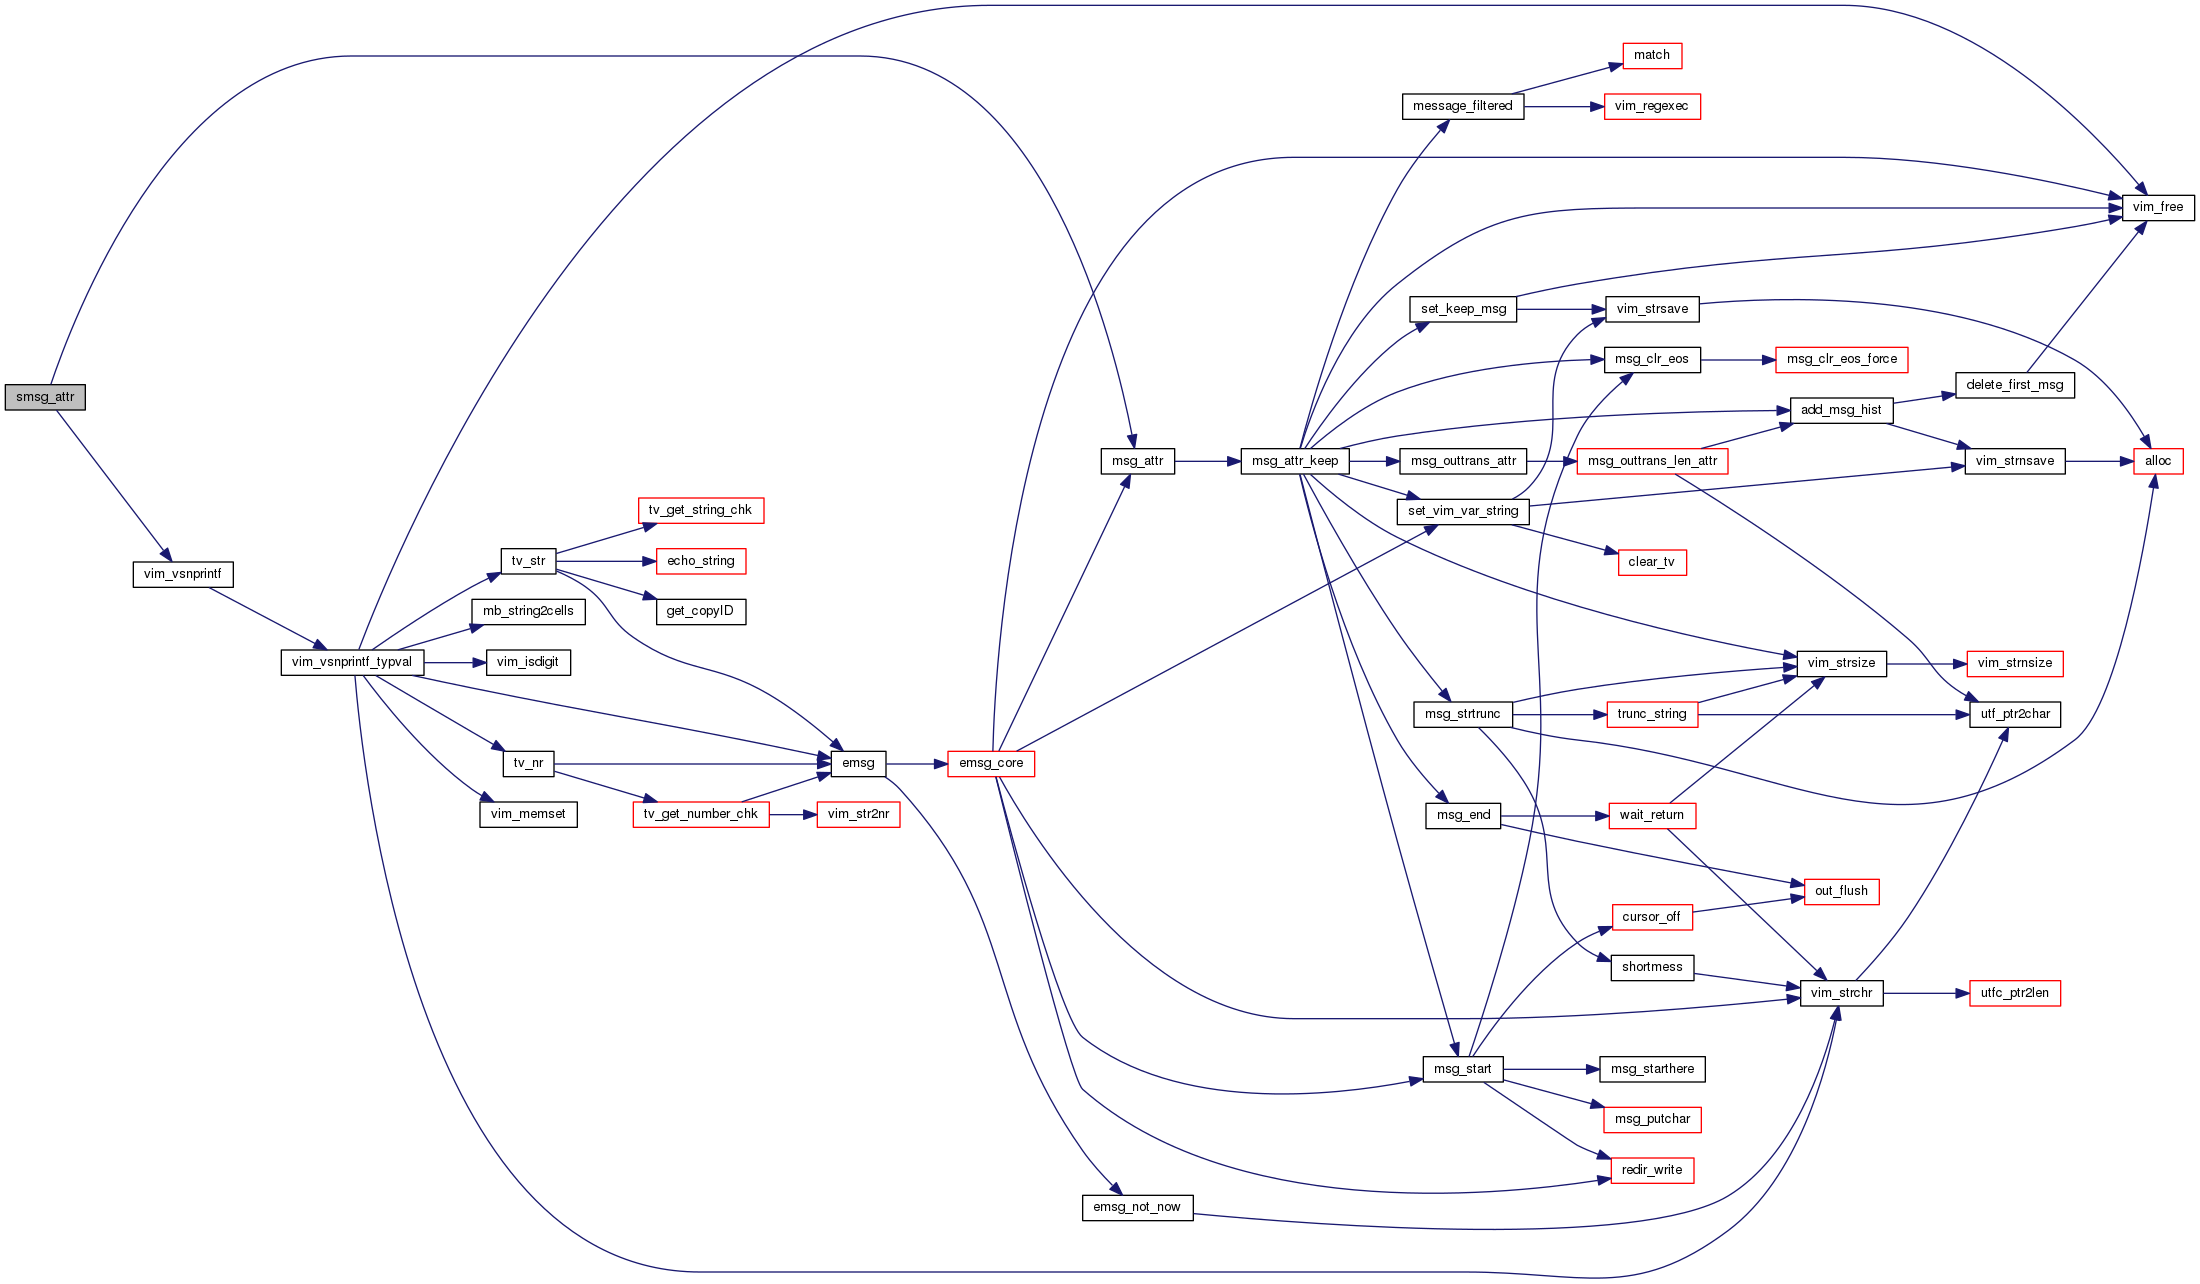 smsg_attr
vim_vsnprintf
vim_vsnprintf_typval
tv_str
mb_string2cells
vim_isdigit
tv_nr
vim_memset
tv_get_string_chk
echo_string
get_copyID
tv_get_number_chk
emsg
vim_str2nr
emsg_core
emsg_not_now
msg_attr
msg_attr_keep
message_filtered
set_keep_msg
msg_outtrans_attr
set_vim_var_string
msg_strtrunc
msg_end
msg_start
match
vim_regexec
vim_strsave
msg_clr_eos
msg_outtrans_len_attr
clear_tv
trunc_string
wait_return
cursor_off
shortmess
msg_starthere
msg_putchar
redir_write
msg_clr_eos_force
add_msg_hist
vim_strsize
out_flush
vim_strchr
delete_first_msg
vim_strnsave
vim_strnsize
utf_ptr2char
utfc_ptr2len
vim_free
alloc